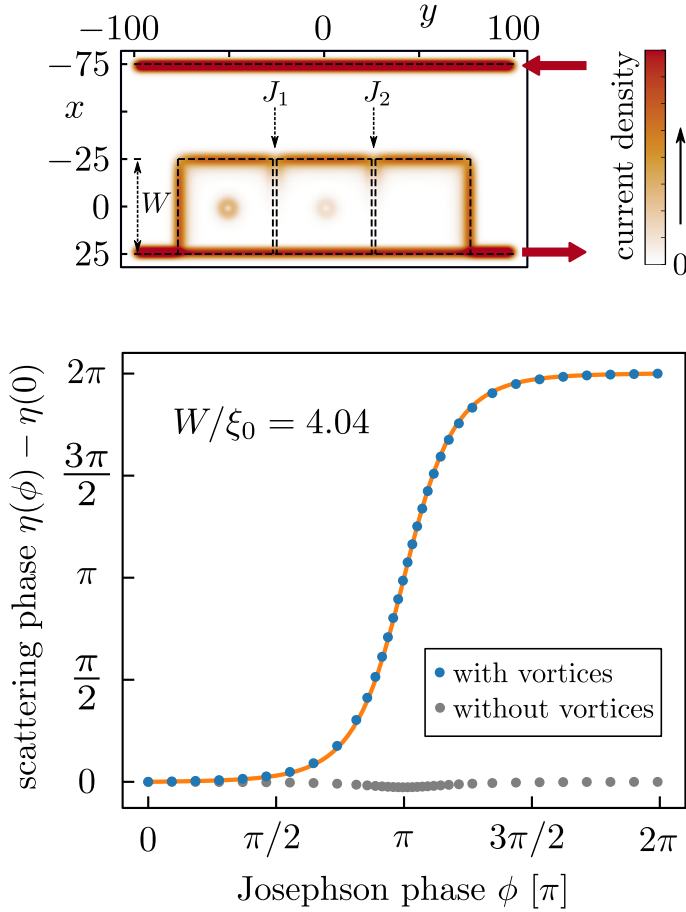 −100 0 y 100
−75
x
J1 J2
−25
W
0
25
current density
0
2π
3π/2
π
π/2
0
scattering phase η(ϕ) − η(0)
W/ξ0 = 4.04
with vortices
without vortices
0 π/2 π 3π/2 2π
Josephson phase ϕ [π]